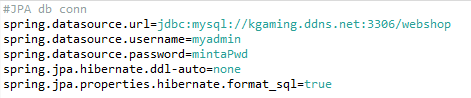 #JPA db conn
spring.datasource.url=jdbc:mysql://kgaming.ddns.net:3306/webshop
spring.datasource.username=myadmin
spring.datasource.password=mintaPwd
spring.jpa.hibernate.ddl-auto=none
spring.jpa.properties.hibernate.format_sql=true